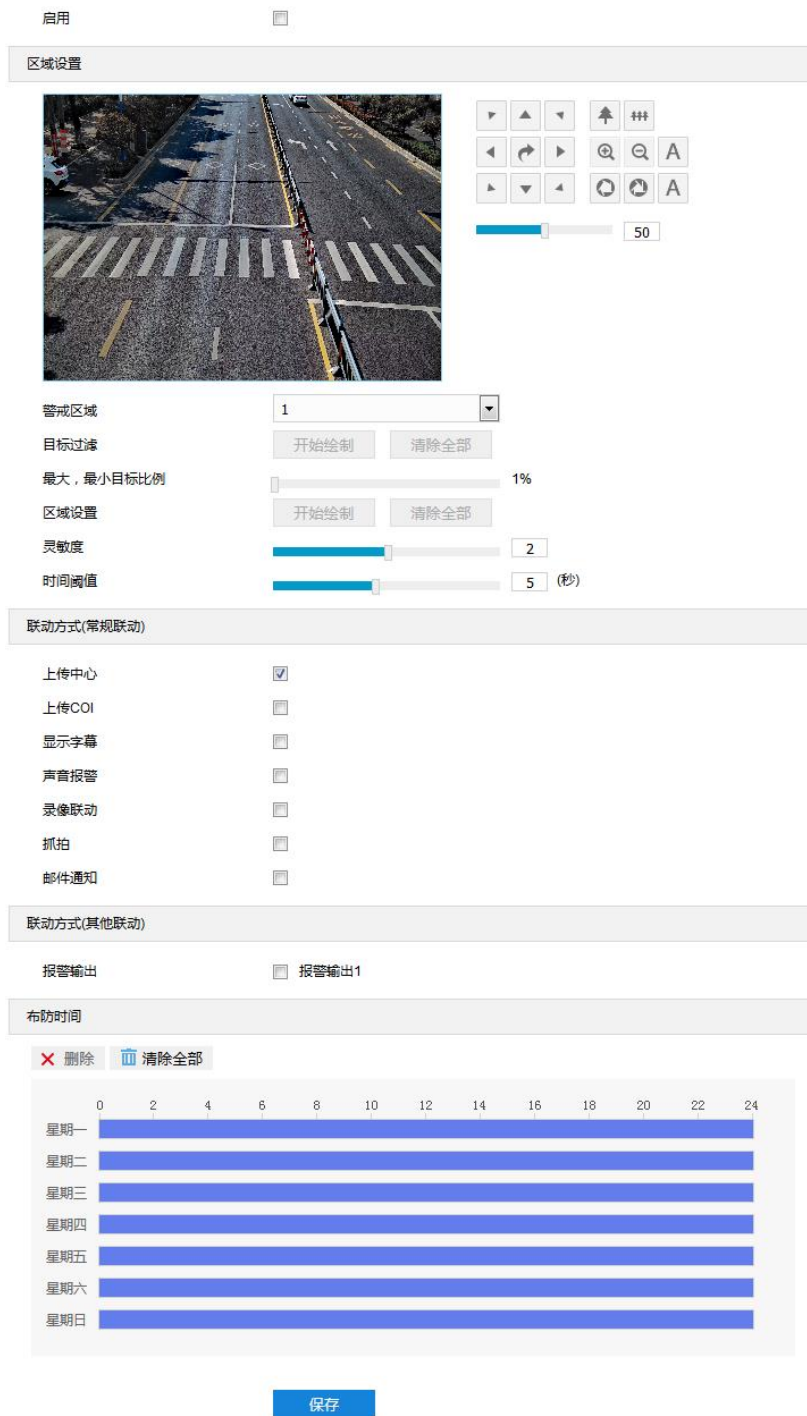 启用
区域设置
A
A
50
警戒区域 1
目标过滤 开始绘制 清除全部
最大，最小目标比例 1%
区域设置 开始绘制 清除全部
灵敏度 2
时间阈值 5 (秒)
联动方式(常规联动)
上传中心
上传COI
显示字幕
声音报警
录像联动
抓拍
邮件通知
联动方式(其他联动)
报警输出 报警输出1
布防时间
删除 清除全部
0 2 4 6 8 10 12 14 16 18 20 22 24
星期一
星期二
星期三
星期四
星期五
星期六
星期日
保存